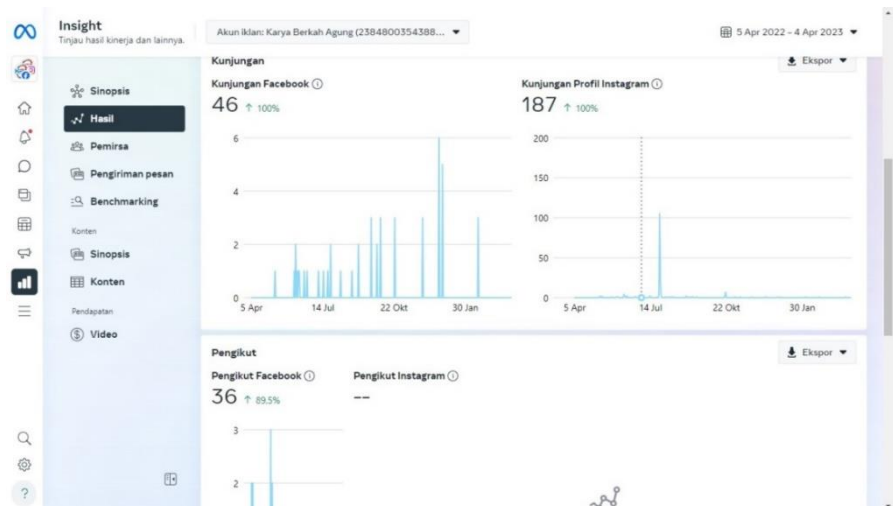 Insight
Tinjau hasil kinerja dan lainnya.
Akun iklan: Karya Berkah Agung (2384800354388...
5 Apr 2022 – 4 Apr 2023
Sinopsis
Hasil
Pemirsa
Pengiriman pesan
Benchmarking
Konten
Sinopsis
Konten
Pendapatan
Video
Kunjungan
Ekspor
Kunjungan Facebook
46 ↑ 100%
6
4
2
0
5 Apr 14 Jul 22 Okt 30 Jan
Kunjungan Profil Instagram
187 ↑ 100%
200
150
100
50
0
5 Apr 14 Jul 22 Okt 30 Jan
Pengikut
Ekspor
Pengikut Facebook
36 ↑ 89,5%
3
2
Pengikut Instagram
--
?